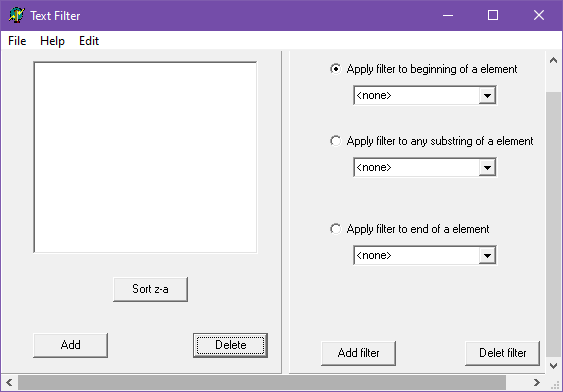 Text Filter
File Help Edit
Apply filter to beginning of a element
<none>
Apply filter to any substring of a element
<none>
Apply filter to end of a element
<none>
Sort z-a
Add
Delete
Add filter
Delet filter